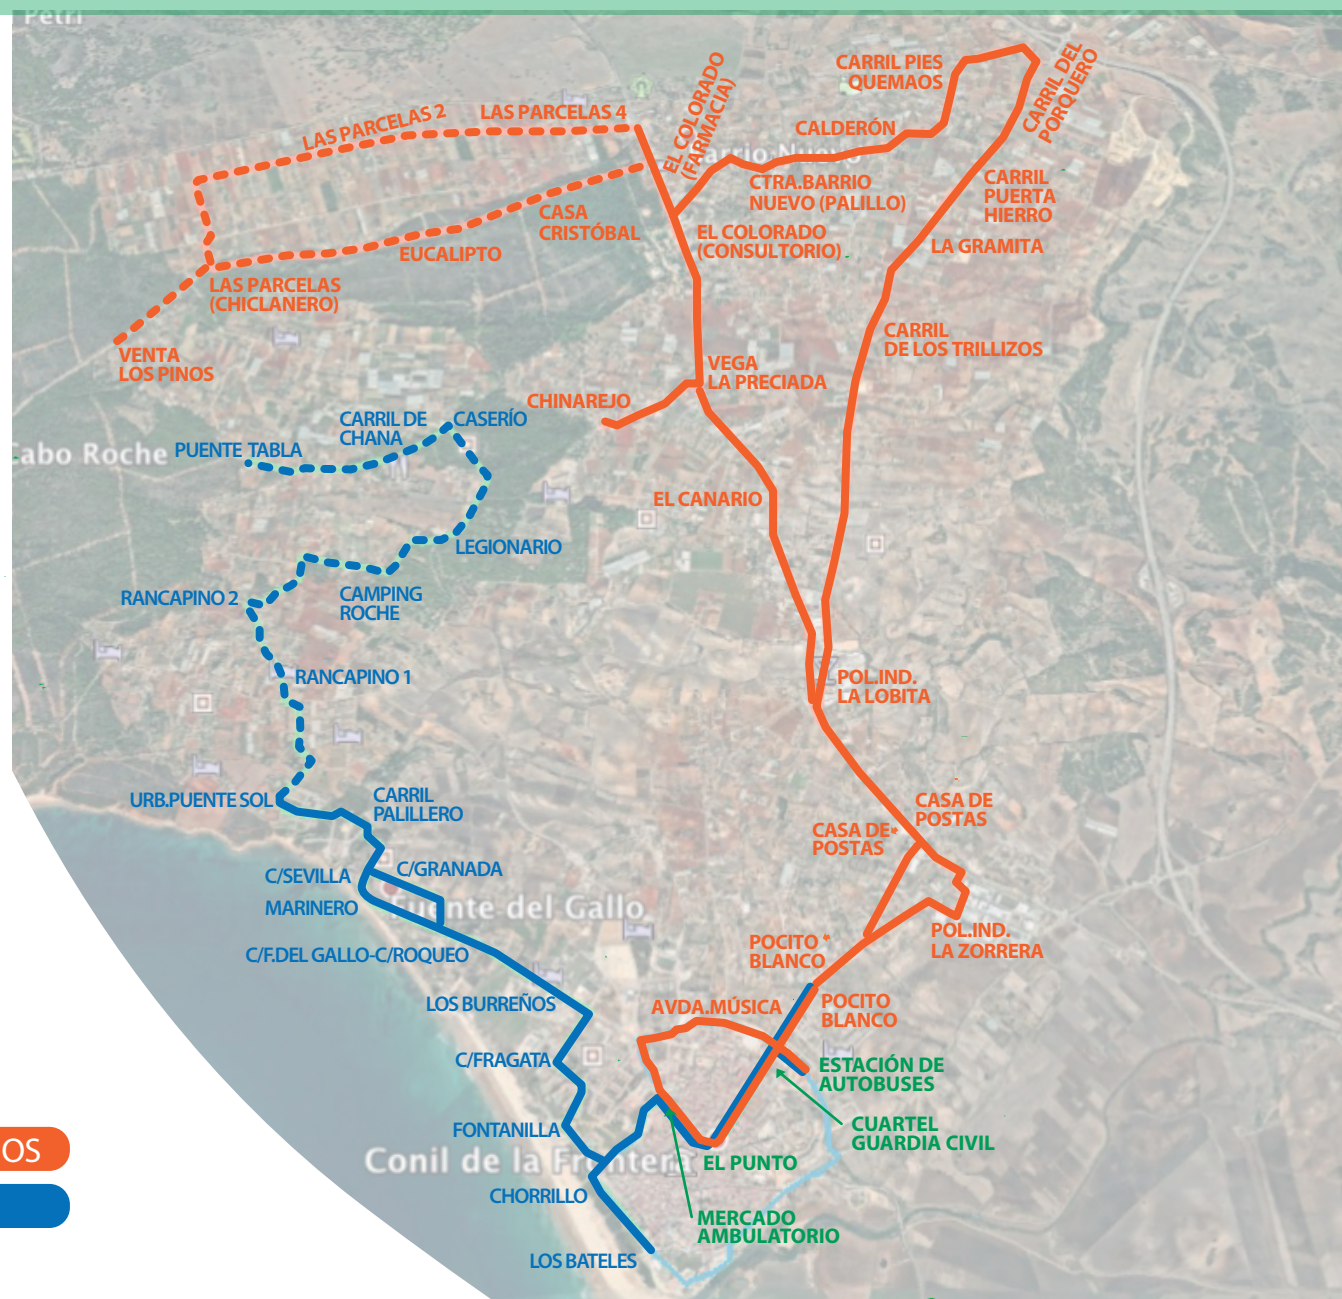 Petri
CARRIL PIES
QUEMAOS
CARRIL DEL
PORQUERO
EL COLORADO
(FARMACIA)
LAS PARCELAS 2
LAS PARCELAS 4
CALDERÓN
Barrio Nuevo
CTRA.BARRIO
NUEVO (PALILLO)
CARRIL
PUERTA
HIERRO
CASA
CRISTÓBAL
EL COLORADO
(CONSULTORIO)
LA GRAMITA
EUCALIPTO
LAS PARCELAS
(CHICLANERO)
VENTA
LOS PINOS
CARRIL
DE LOS TRILLIZOS
VEGA
LA PRECIADA
CHINAREJO
CARRIL DE
CHANA
CASERÍO
Cabo Roche
PUENTE TABLA
EL CANARIO
LEGIONARIO
RANCAPINO 2
CAMPING
ROCHE
RANCAPINO 1
POL.IND.
LA LOBITA
URB.PUENTE SOL
CARRIL
PALILLERO
CASA DE
POSTAS
CASA DE*
POSTAS
C/SEVILLA
C/GRANADA
MARINERO
Fuente del Gallo
POL.IND.
LA ZORRERA
C/F.DEL GALLO-C/ROQUEO
POCITO *
BLANCO
LOS BURREÑOS
AVDA.MÚSICA
POCITO
BLANCO
C/FRAGATA
ESTACIÓN DE
AUTOBUSES
FONTANILLA
CUARTEL
GUARDIA CIVIL
OS
Conil de la Frontera
EL PUNTO
CHORRILLO
MERCADO
AMBULATORIO
LOS BATELES